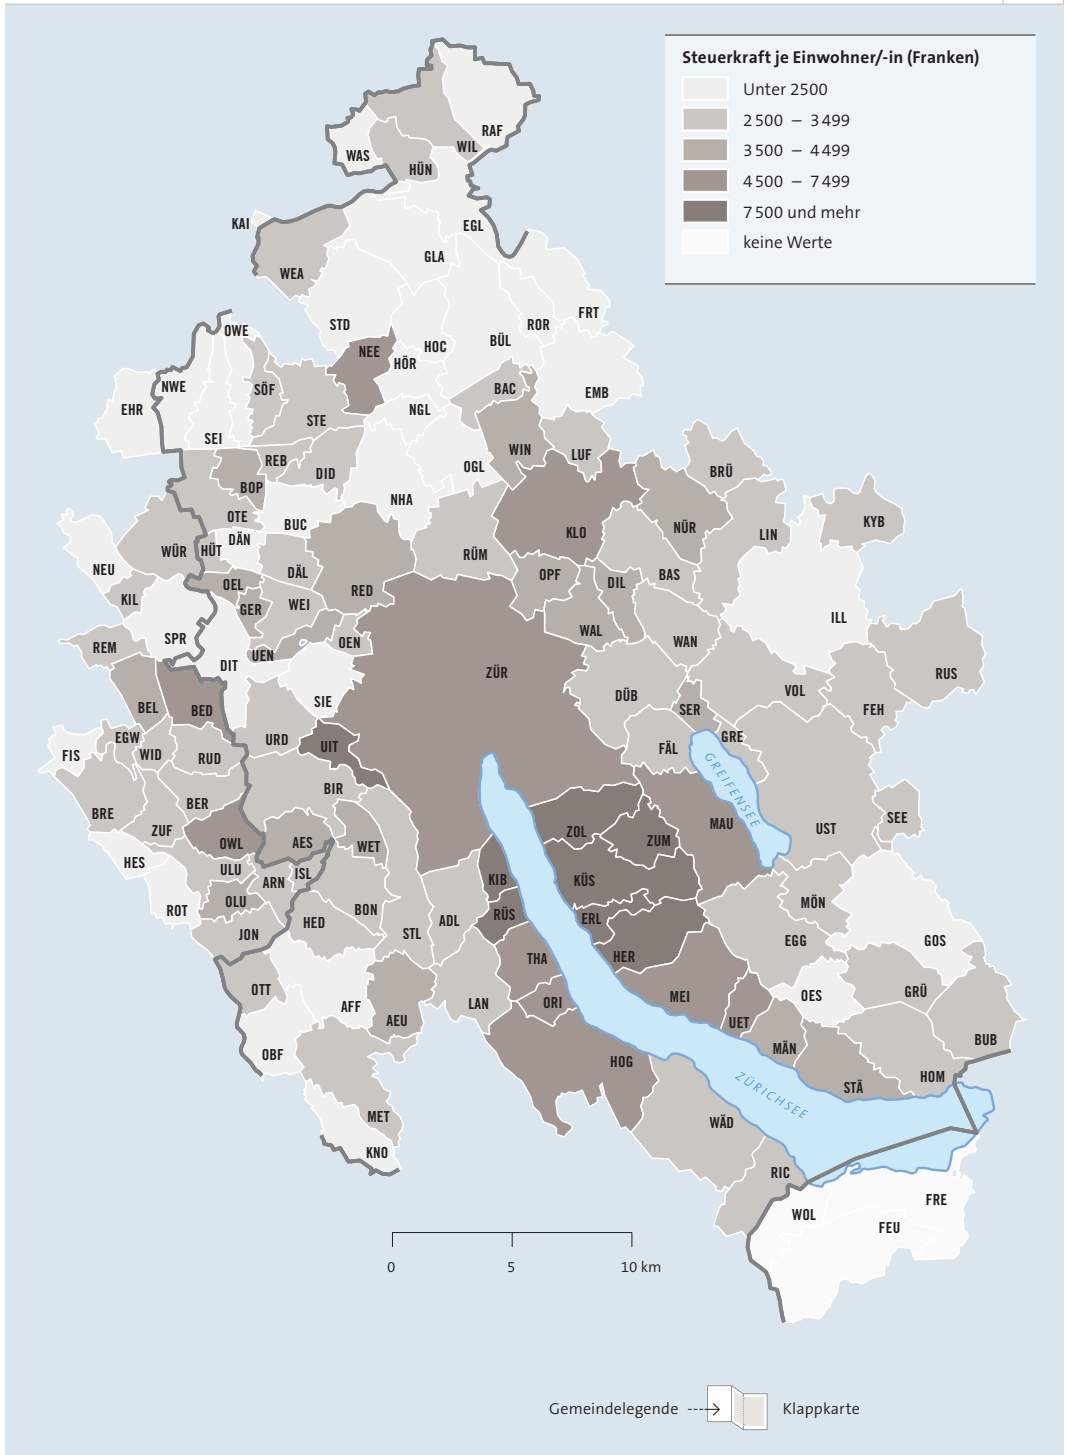 Steuerkraft je Einwohner/-in (Franken)
Unter 2500
2 500 – 3 499
3 500 – 4 499
4 500 – 7 499
7 500 und mehr
keine Werte
RAF
WIL
WAS
HÜN
KAI
EGL
GLA
WEA
FRT
STD
ROR
OWE
BÜL
HOC
NEE
HÖR
NWE
SÖF
BAC
EMB
EHR
NGL
STE
SEI
WIN
LUF
REB
OGL
DID
BRÜ
BOP
NHA
OTE
BUC
KYB
NÜR
KLO
LIN
DÄN
HÜT
WÜR
RÜM
NEU
DÄL
OPF
BAS
OEL
DIL
RED
KIL
GER
WEI
ILL
WAL
SPR
OEN
WAN
REM
UEN
DIT
ZÜR
RUS
VOL
DÜB
SIE
BEL
BED
SER
FEH
EGW
URD
GRE
UIT
FÄL
FIS
WID
RUD
GREIFENSEE
BIR
BER
BRE
SEE
MAU
UST
ZUF
ZOL
OWL
AES
ZUM
WET
HES
ULU
ISL
KIB
KÜS
ARN
OLU
MÖN
ROT
BON
RÜS
ERL
HED
ADL
JON
STL
EGG
GOS
THA
HER
OTT
GRÜ
OES
MEI
AFF
LAN
ORI
AEU
UET
BUB
MÄN
OBF
HOG
HOM
ZÜRICHSEE
STÄ
MET
WÄD
KNO
RIC
FRE
WOL
FEU
0 5 10 km
Gemeindelegende Klappkarte